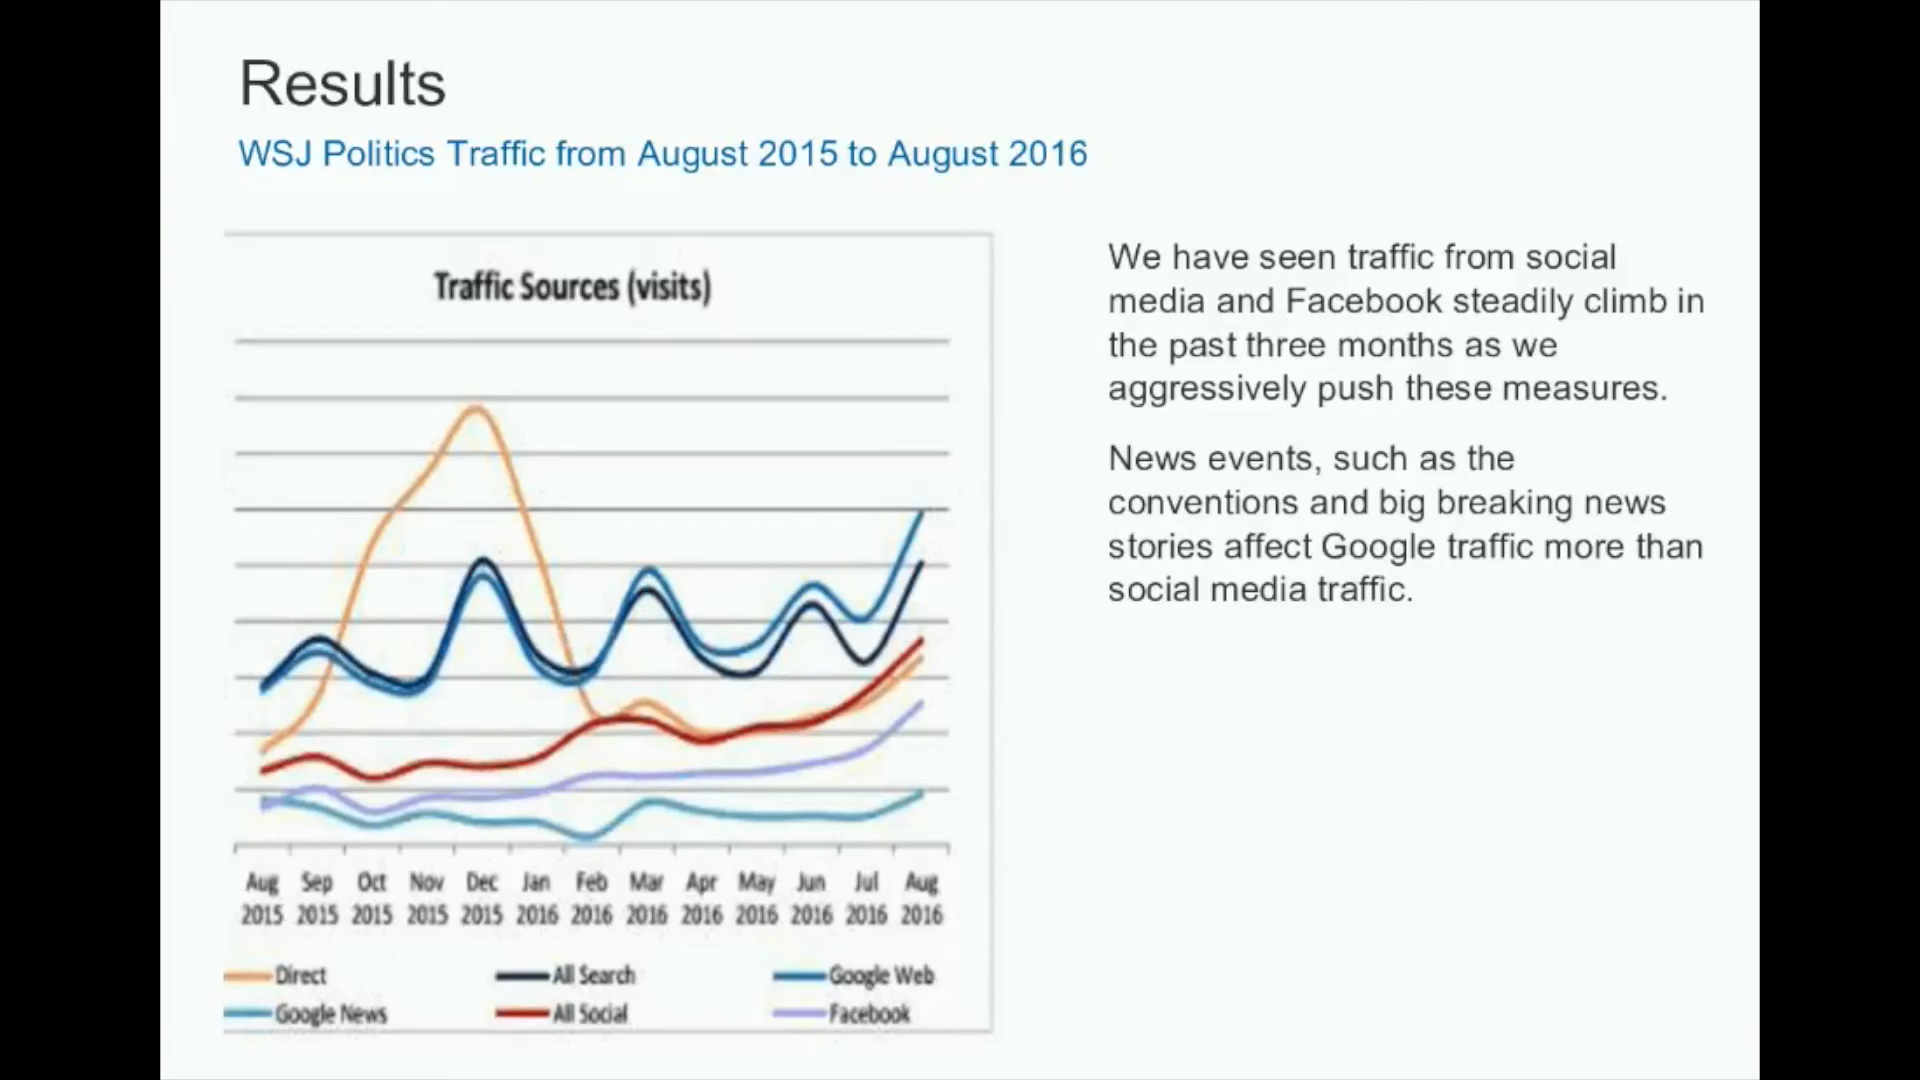 Results
WSJ Politics Traffic from August 2015 to August 2016
Traffic Sources (visits)
Aug Sep Oct Nov Dec Jan Feb Mar Apr May Jun Jul Aug
2015 2015 2015 2015 2015 2016 2016 2016 2016 2016 2016 2016 2016
Direct All Search Google Web
Google News All Social Facebook
We have seen traffic from social
media and Facebook steadily climb in
the past three months as we
aggressively push these measures.
News events, such as the
conventions and big breaking news
stories affect Google traffic more than
social media traffic.